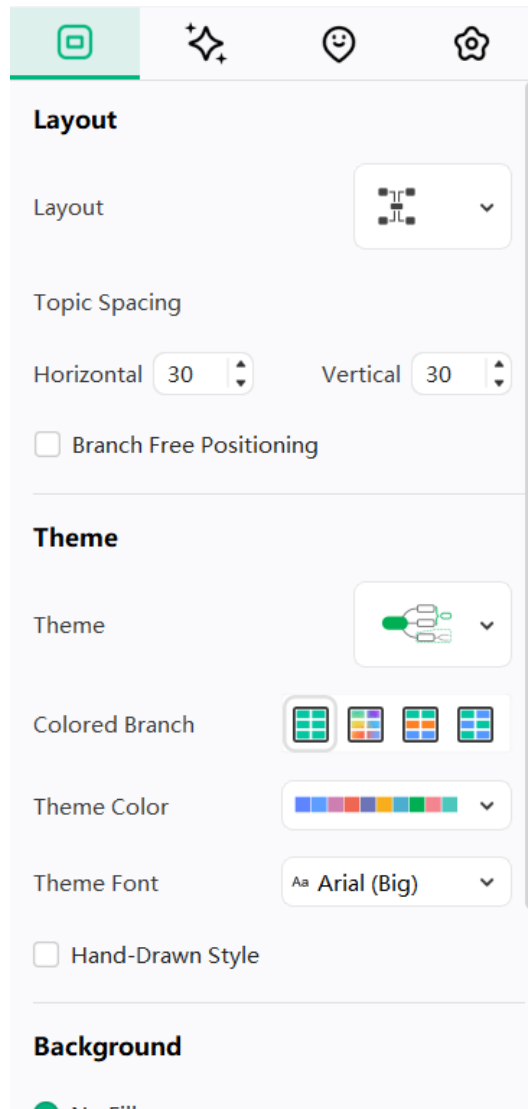 Layout
Layout
Topic Spacing
Horizontal 30 Vertical 30
Branch Free Positioning
Theme
Theme
Colored Branch
Theme Color
Theme Font Aa Arial (Big)
Hand-Drawn Style
Background